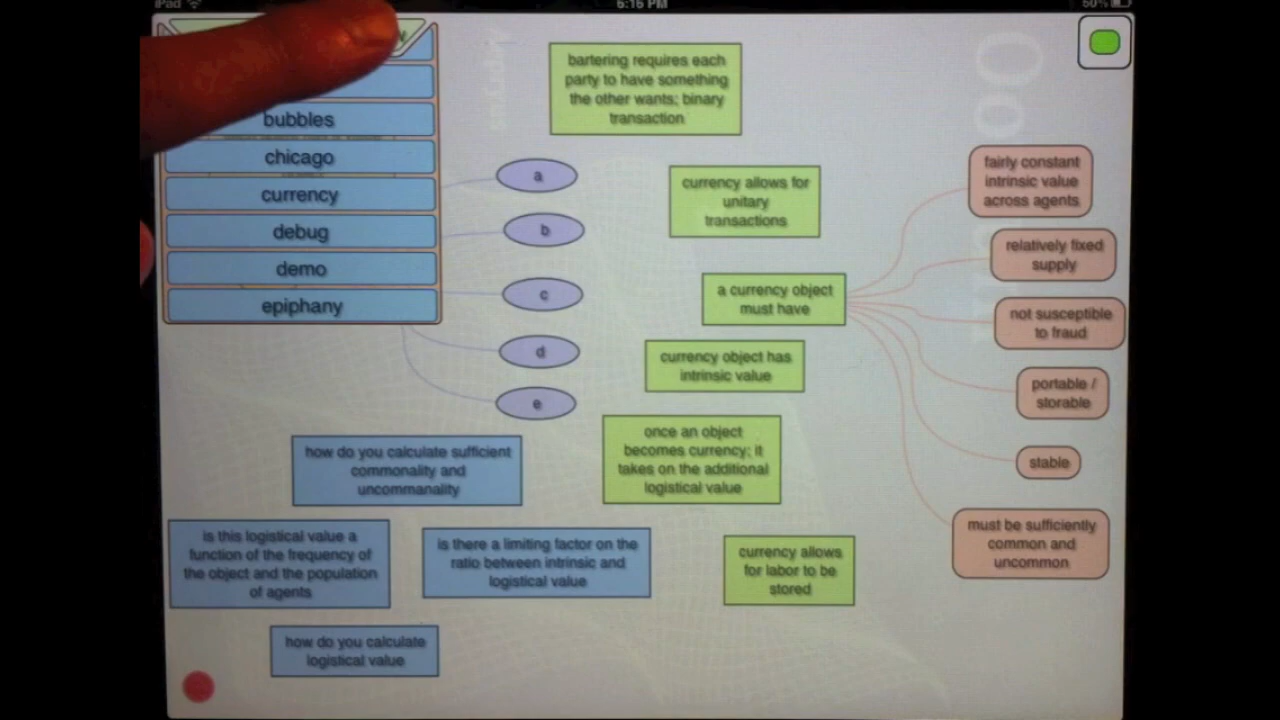 iPad
6:16 PM
50%
bubbles
chicago
currency
debug
demo
epiphany
a
b
c
d
e
bartering requires each
party to have something
the other wants; binary
transaction
currency allows for
unitary
transactions
a currency object
must have
currency object has
intrinsic value
once an object
becomes currency; it
takes on the additional
logistical value
currency allows
for labor to be
stored
fairly constant
intrinsic value
across agents
relatively fixed
supply
not susceptible
to fraud
portable /
storable
stable
must be sufficiently
common and
uncommon
how do you calculate sufficient
commonality and
uncommanality
is this logistical value a
function of the frequency of
the object and the population
of agents
is there a limiting factor on the
ratio between intrinsic and
logistical value
how do you calculate
logistical value